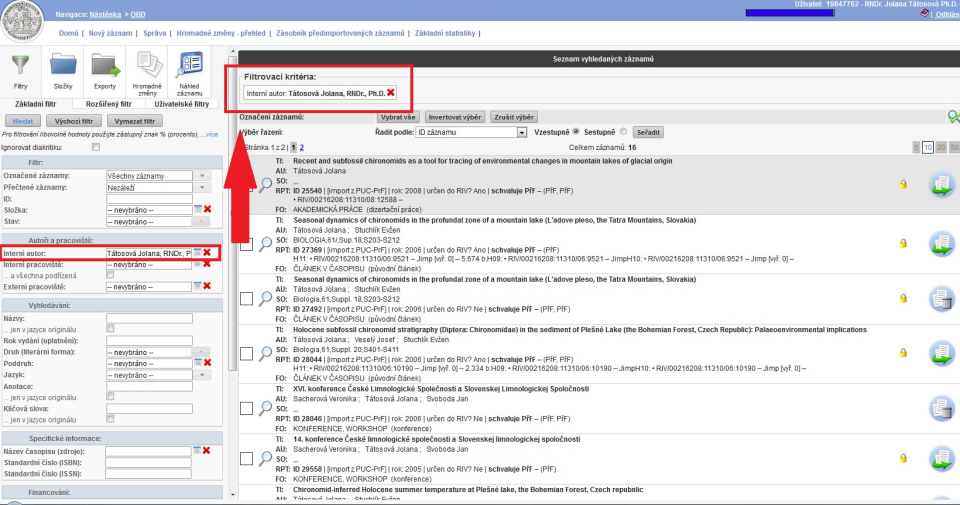 Uživatel: 19847762 - RNDr. Jolana Tátosová Ph.D.
Navigace: Nástěnka > OBD
| Odhlás
Domů | Nový záznam | Správa | Hromadné změny - přehled | Zásobník předimportovaných záznamů | Základní statistiky |
Filtry Složky Exporty Hromadné změny Náhled záznamu
Základní filtr Rozšířený filtr Uživatelské filtry
Hledat Výchozí filtr Vymazat filtr
Pro filtrování libovolné hodnoty použijte zástupný znak % (procento), ...více
Ignorovat diakritiku:
Filtr:
Označené záznamy: Všechny záznamy
Přečtené záznamy: Nezáleží
ID:
Složka: -- nevybráno --
Stav: -- nevybráno --
Autoři a pracoviště:
Interní autor: Tátosová Jolana, RNDr., P
Interní pracoviště: -- nevybráno --
... a všechna podřízená
Externí pracoviště: -- nevybráno --
Vyhledávání:
Názvy:
... jen v jazyce originálu
Rok vydání (uplatnění):
Druh (literární forma): -- nevybráno --
Poddruh: -- nevybráno --
Jazyk: -- nevybráno --
Anotace:
... jen v jazyce originálu
Klíčová slova:
... jen v jazyce originálu
Specifické informace:
Název časopisu (zdroje):
Standardní číslo (ISBN):
Standardní číslo (ISSN):
Financování:
Seznam vyhledaných záznamů
Filtrovací kritéria:
Interní autor: Tátosová Jolana, RNDr., Ph.D.
Označení záznamů: Vybrat vše Invertovat výběr Zrušit výběr
Výběr řazení: Řadit podle: ID záznamu Vzestupně Sestupně Seřadit
Stránka 1 z 2 | 1 2 Celkem záznamů: 16 5 10 20 50
TI: Recent and subfossil chironomids as a tool for tracing of environmental changes in mountain lakes of glacial origin
AU: Tátosová Jolana
SO: ...
RPT: ID 25540 | [Import z PUC-PrF] | rok: 2008 | určen do RIV? Ano | schvaluje PřF -- (PřF, PřF)
• RIV/00216208:11310/08:12588 --
FO: AKADEMICKÁ PRÁCE (dizertační práce)
TI: Seasonal dynamics of chironomids in the profundal zone of a mountain lake (L'adove pleso, the Tatra Mountains, Slovakia)
AU: Tátosová Jolana ; Stuchlík Evžen
SO: BIOLOGIA,61/,Sup.18,S203-S212
RPT: ID 27369 | [Import z PUC-PrF] | rok: 2006 | určen do RIV? Ano | schvaluje PřF -- (PřF)
H11: • RIV/00216208:11310/06:9521 -- Jimp [vyř. 0] -- 5.674 b.H09: • RIV/00216208:11310/06:9521 -- JimpH10: • RIV/00216208:11310/06:9521 -- Jimp [vyř. 0] --
FO: ČLÁNEK V ČASOPISU (původní článek)
TI: Seasonal dynamics of chironomids in the profundal zone of a mountain lake (L'adove pleso, the Tatra Mountains, Slovakia)
AU: Tátosová Jolana ; Stuchlík Evžen
SO: Biologia,61,Suppl. 18,S203-S212
RPT: ID 27492 | [Import z PUC-PrF] | rok: 2006 | určen do RIV? Ne | schvaluje PřF -- (PřF)
FO: ČLÁNEK V ČASOPISU (původní článek)
TI: Holocene subfossil chironomid stratigraphy (Diptera: Chironomidae) in the sediment of Plešné Lake (the Bohemian Forest, Czech Republic): Palaeoenvironmental implications
AU: Tátosová Jolana ; Veselý Josef ; Stuchlík Evžen
SO: Biologia,61,Suppl. 20,S401-S411
RPT: ID 28044 | [Import z PUC-PrF] | rok: 2006 | určen do RIV? Ano | schvaluje PřF -- (PřF, PřF)
H11: • RIV/00216208:11310/06:10190 -- Jimp [vyř. 0] -- 2.334 b.H09: • RIV/00216208:11310/06:10190 -- JimpH10: • RIV/00216208:11310/06:10190 -- Jimp [vyř. 0] --
FO: ČLÁNEK V ČASOPISU (původní článek)
TI: XVI. konference České Limnologické Společnosti a Slovenskej Limnologickej Spoločnosti
AU: Sacherová Veronika ; Tátosová Jolana ; Svoboda Jan
SO: ...
RPT: ID 28046 | [Import z PUC-PrF] | rok: 2006 | určen do RIV? Ne | schvaluje PřF -- (PřF, PřF)
FO: KONFERENCE, WORKSHOP (konference)
TI: 14. konference České limnologické společnosti a Slovenskej limnologickej spoločnosti
AU: Sacherová Veronika ; Tátosová Jolana ; Svoboda Jan
SO: ...
RPT: ID 29558 | [Import z PUC-PrF] | rok: 2005 | určen do RIV? Ne | schvaluje PřF -- (PřF)
FO: KONFERENCE, WORKSHOP (konference)
TI: Chironomid-inferred Holocene summer temperature at Plešné lake, the Bohemian Forest, Czech republnlic
AU: Tátosová Jolana ; Stuchlík Evžen